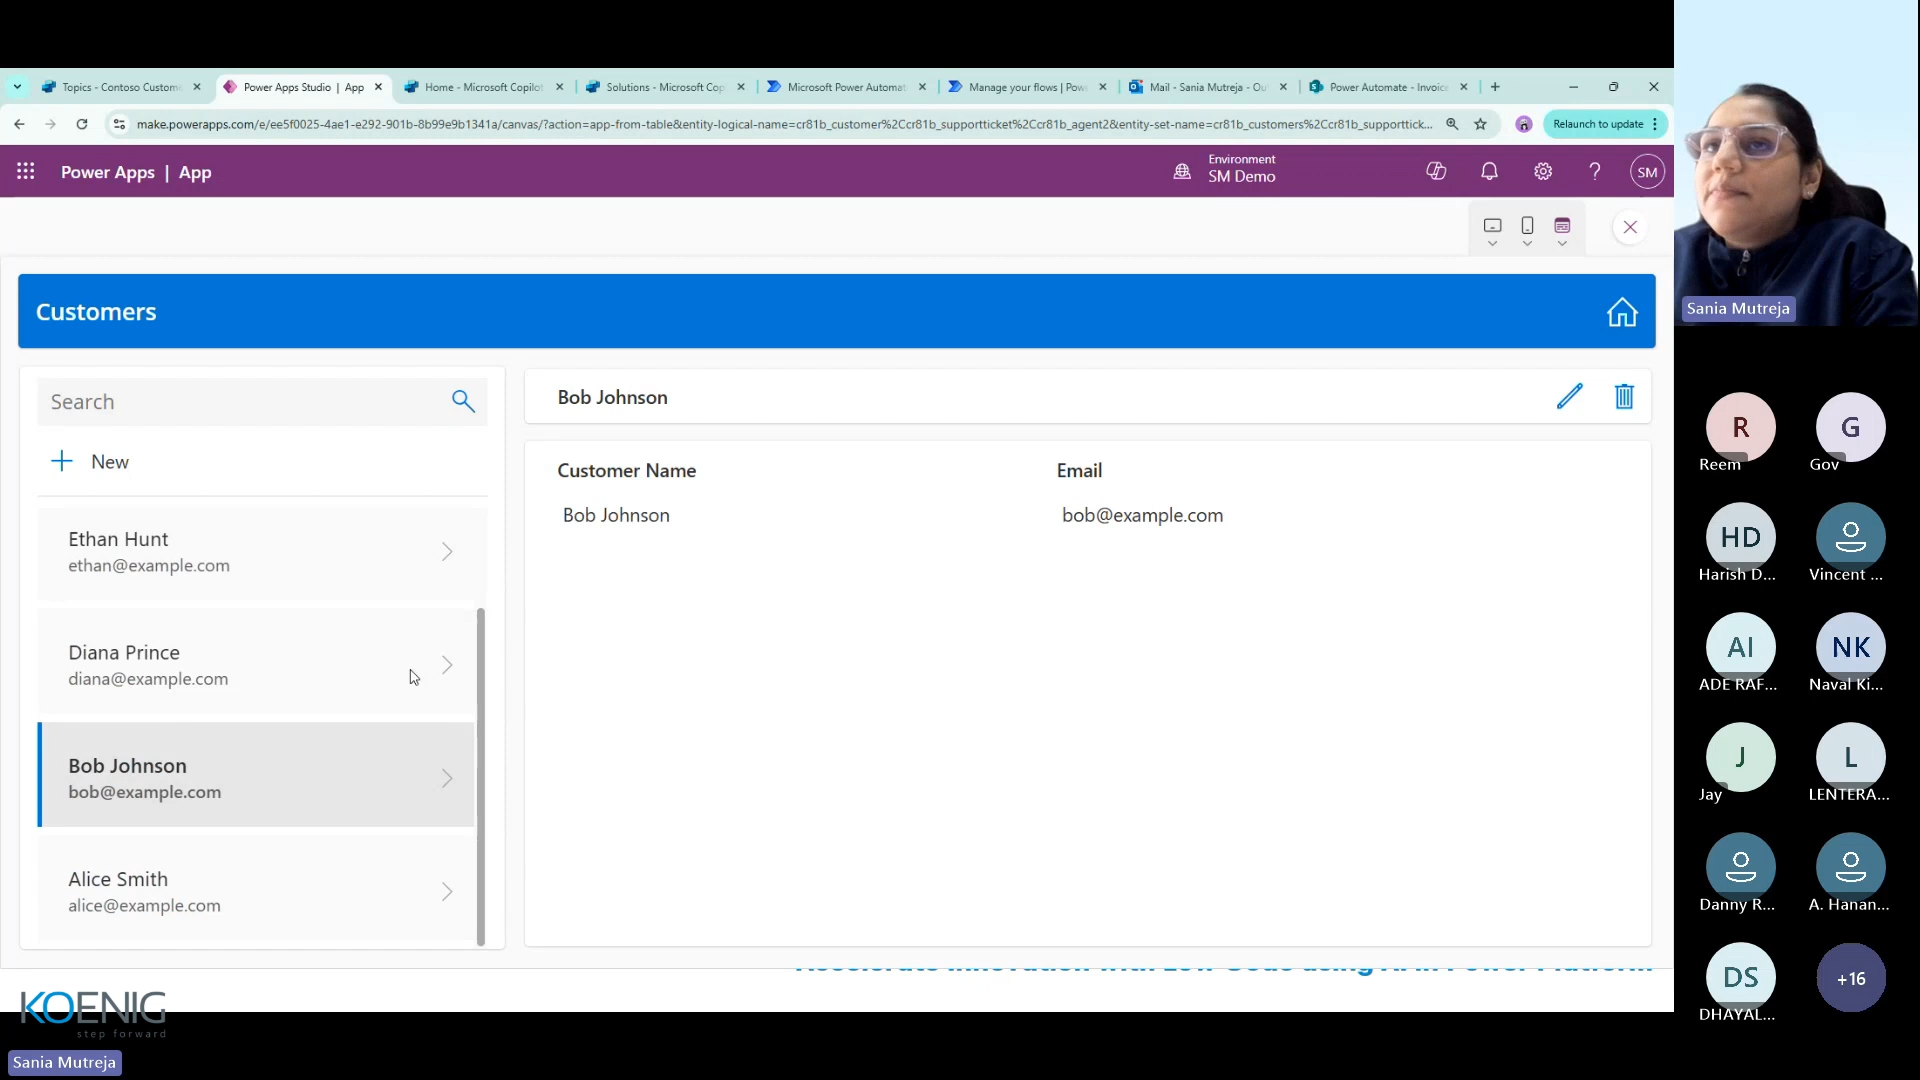 Topics - Contoso Custom
Power Apps Studio | App
Home - Microsoft Copilot
Solutions - Microsoft Cop
Microsoft Power Automat
Manage your flows | Pow
Mail - Sania Mutreja - Ou
Power Automate - Invoice
make.powerapps.com/e/ee5f0025-4ae1-e292-901b-8b99e9b1341a/canvas/?action=app-from-table&entity-logical-name=cr81b_customer%2Ccr81b_supportticket%2Ccr81b_agent2&entity-set-name=cr81b_customers%2Ccr81b_supporttick...
Relaunch to update
Power Apps | App
Environment
SM Demo
SM
Customers
Search
New
Ethan Hunt
ethan@example.com
Diana Prince
diana@example.com
Bob Johnson
bob@example.com
Alice Smith
alice@example.com
Bob Johnson
Customer Name
Email
Bob Johnson
bob@example.com
KOENIG
step forward
Sania Mutreja
Sania Mutreja
R
Reem
G
Gov
HD
Harish D...
Vincent ...
AI
ADE RAF...
NK
Naval Ki...
J
Jay
L
LENTERA...
Danny R...
A. Hanan...
DS
DHAYAL...
+16